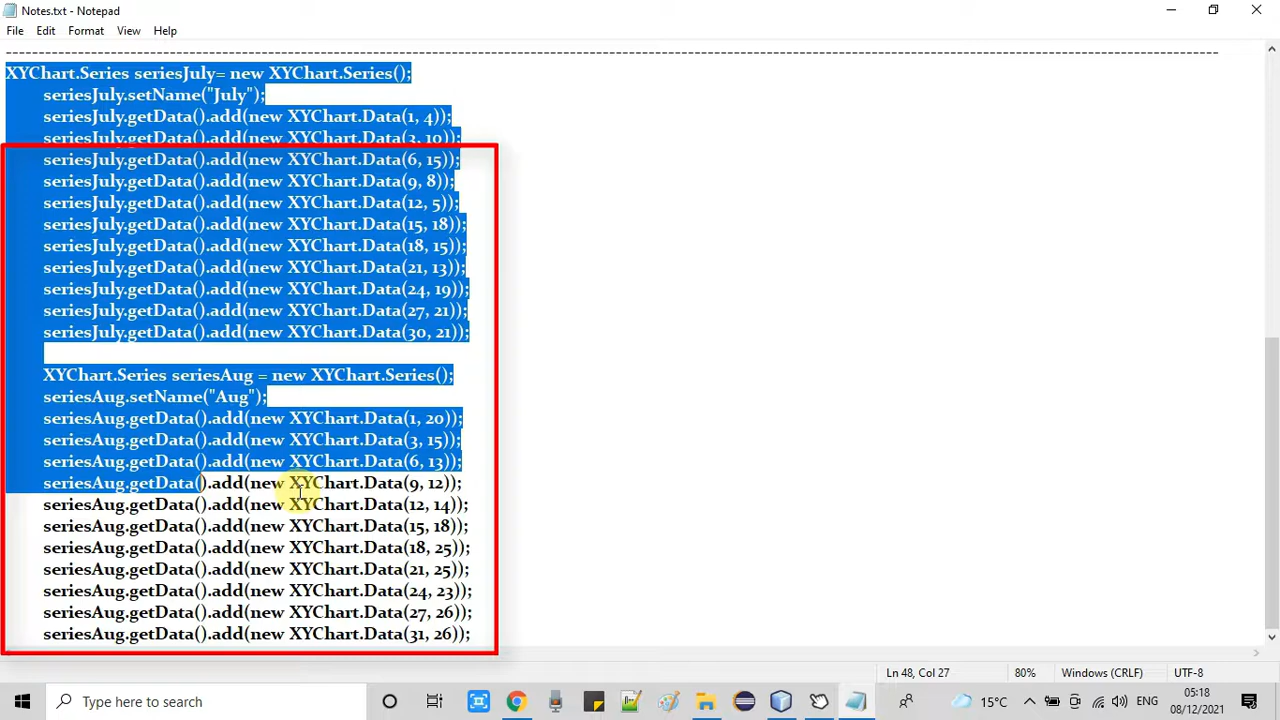 Notes.txt - Notepad
File Edit Format View Help
------------------------------------------------------------
XYChart.Series seriesJuly= new XYChart.Series();
seriesJuly.setName("July");
seriesJuly.getData().add(new XYChart.Data(1, 4));
seriesJuly.getData().add(new XYChart.Data(3, 10));
seriesJuly.getData().add(new XYChart.Data(6, 15));
seriesJuly.getData().add(new XYChart.Data(9, 8));
seriesJuly.getData().add(new XYChart.Data(12, 5));
seriesJuly.getData().add(new XYChart.Data(15, 18));
seriesJuly.getData().add(new XYChart.Data(18, 15));
seriesJuly.getData().add(new XYChart.Data(21, 13));
seriesJuly.getData().add(new XYChart.Data(24, 19));
seriesJuly.getData().add(new XYChart.Data(27, 21));
seriesJuly.getData().add(new XYChart.Data(30, 21));
XYChart.Series seriesAug = new XYChart.Series();
seriesAug.setName("Aug");
seriesAug.getData().add(new XYChart.Data(1, 20));
seriesAug.getData().add(new XYChart.Data(3, 15));
seriesAug.getData().add(new XYChart.Data(6, 13));
seriesAug.getData().add(new XYChart.Data(9, 12));
seriesAug.getData().add(new XYChart.Data(12, 14));
seriesAug.getData().add(new XYChart.Data(15, 18));
seriesAug.getData().add(new XYChart.Data(18, 25));
seriesAug.getData().add(new XYChart.Data(21, 25));
seriesAug.getData().add(new XYChart.Data(24, 23));
seriesAug.getData().add(new XYChart.Data(27, 26));
seriesAug.getData().add(new XYChart.Data(31, 26));
Ln 48, Col 27 80% Windows (CRLF) UTF-8
Type here to search 15°C ENG 05:18
08/12/2021